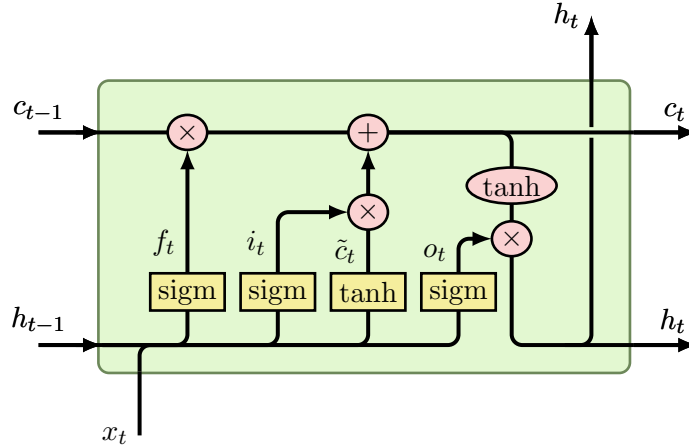 h_t
c_{t−1}
×
+
c_t
tanh
×
f_t
i_t
c̃_t
o_t
×
sigm
sigm
tanh
sigm
h_{t−1}
h_t
x_t